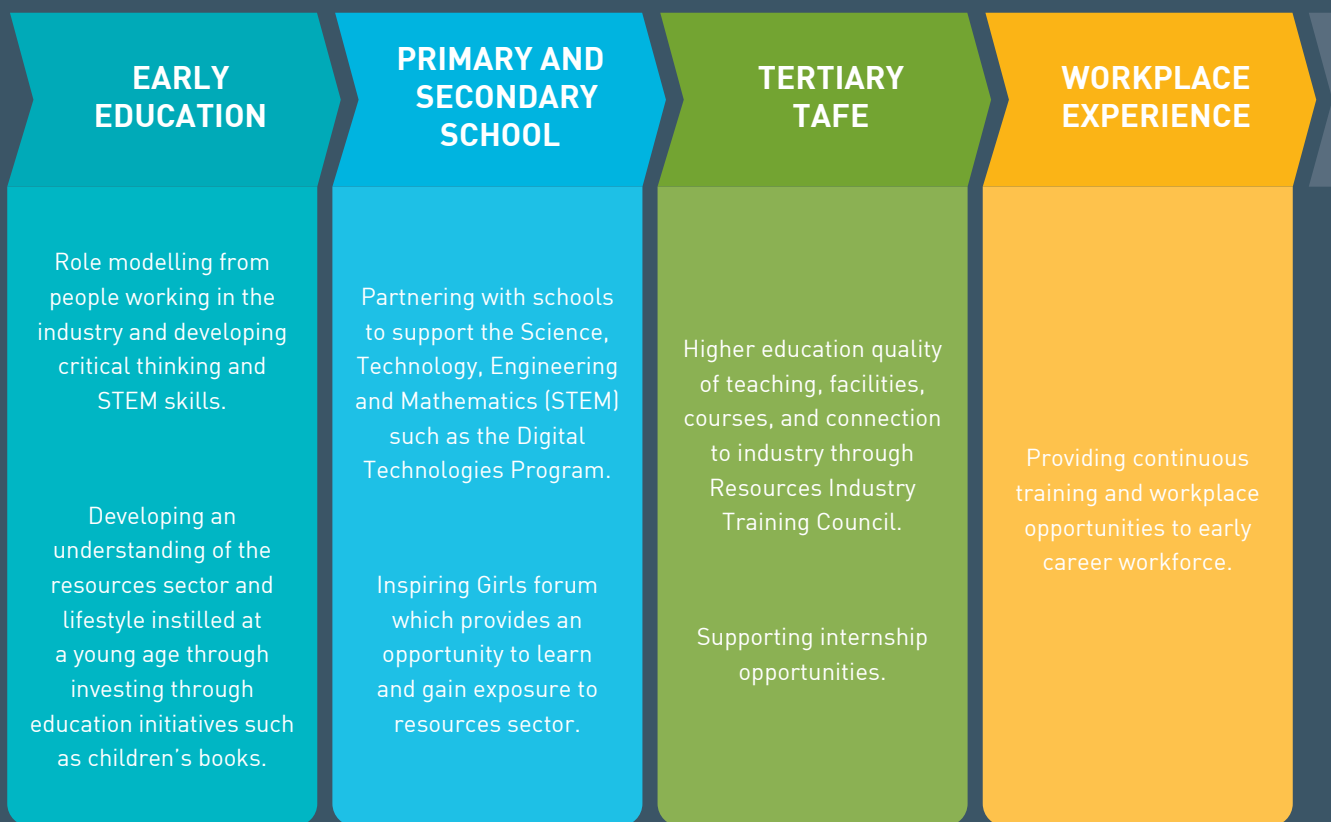 EARLY
EDUCATION
Role modelling from
people working in the
industry and developing
critical thinking and
STEM skills.
Developing an
understanding of the
resources sector and
lifestyle instilled at
a young age through
investing through
education initiatives such
as children’s books.
PRIMARY AND
SECONDARY
SCHOOL
Partnering with schools
to support the Science,
Technology, Engineering
and Mathematics (STEM)
such as the Digital
Technologies Program.
Inspiring Girls forum
which provides an
opportunity to learn
and gain exposure to
resources sector.
TERTIARY
TAFE
Higher education quality
of teaching, facilities,
courses, and connection
to industry through
Resources Industry
Training Council.
Supporting internship
opportunities.
WORKPLACE
EXPERIENCE
Providing continuous
training and workplace
opportunities to early
career workforce.